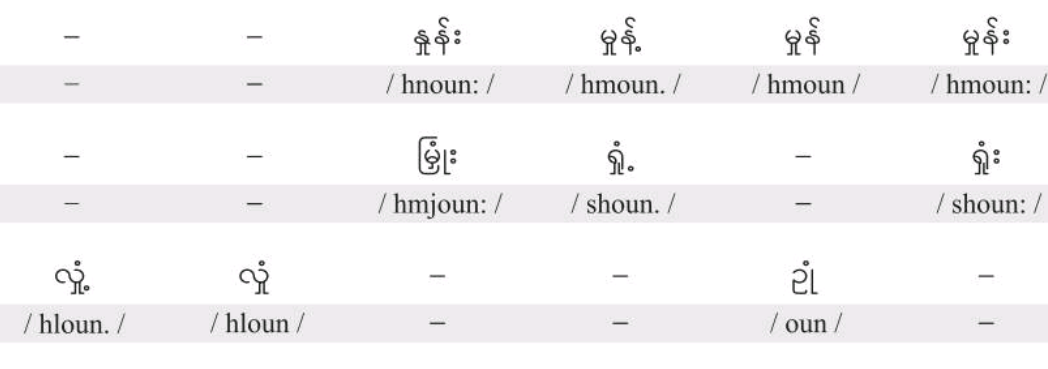 – – နှုန်း မှုန့် မှုန် မှုန်း
– – / hnoun: / / hmoun. / / hmoun / / hmoun: /
– – မြှုံး ရှုံ့ – ရှုံး
– – / hmjoun: / / shoun. / – / shoun: /
လှုံ့ လှုံ – – ဥုံ –
/ hloun. / / hloun / – – / oun / –